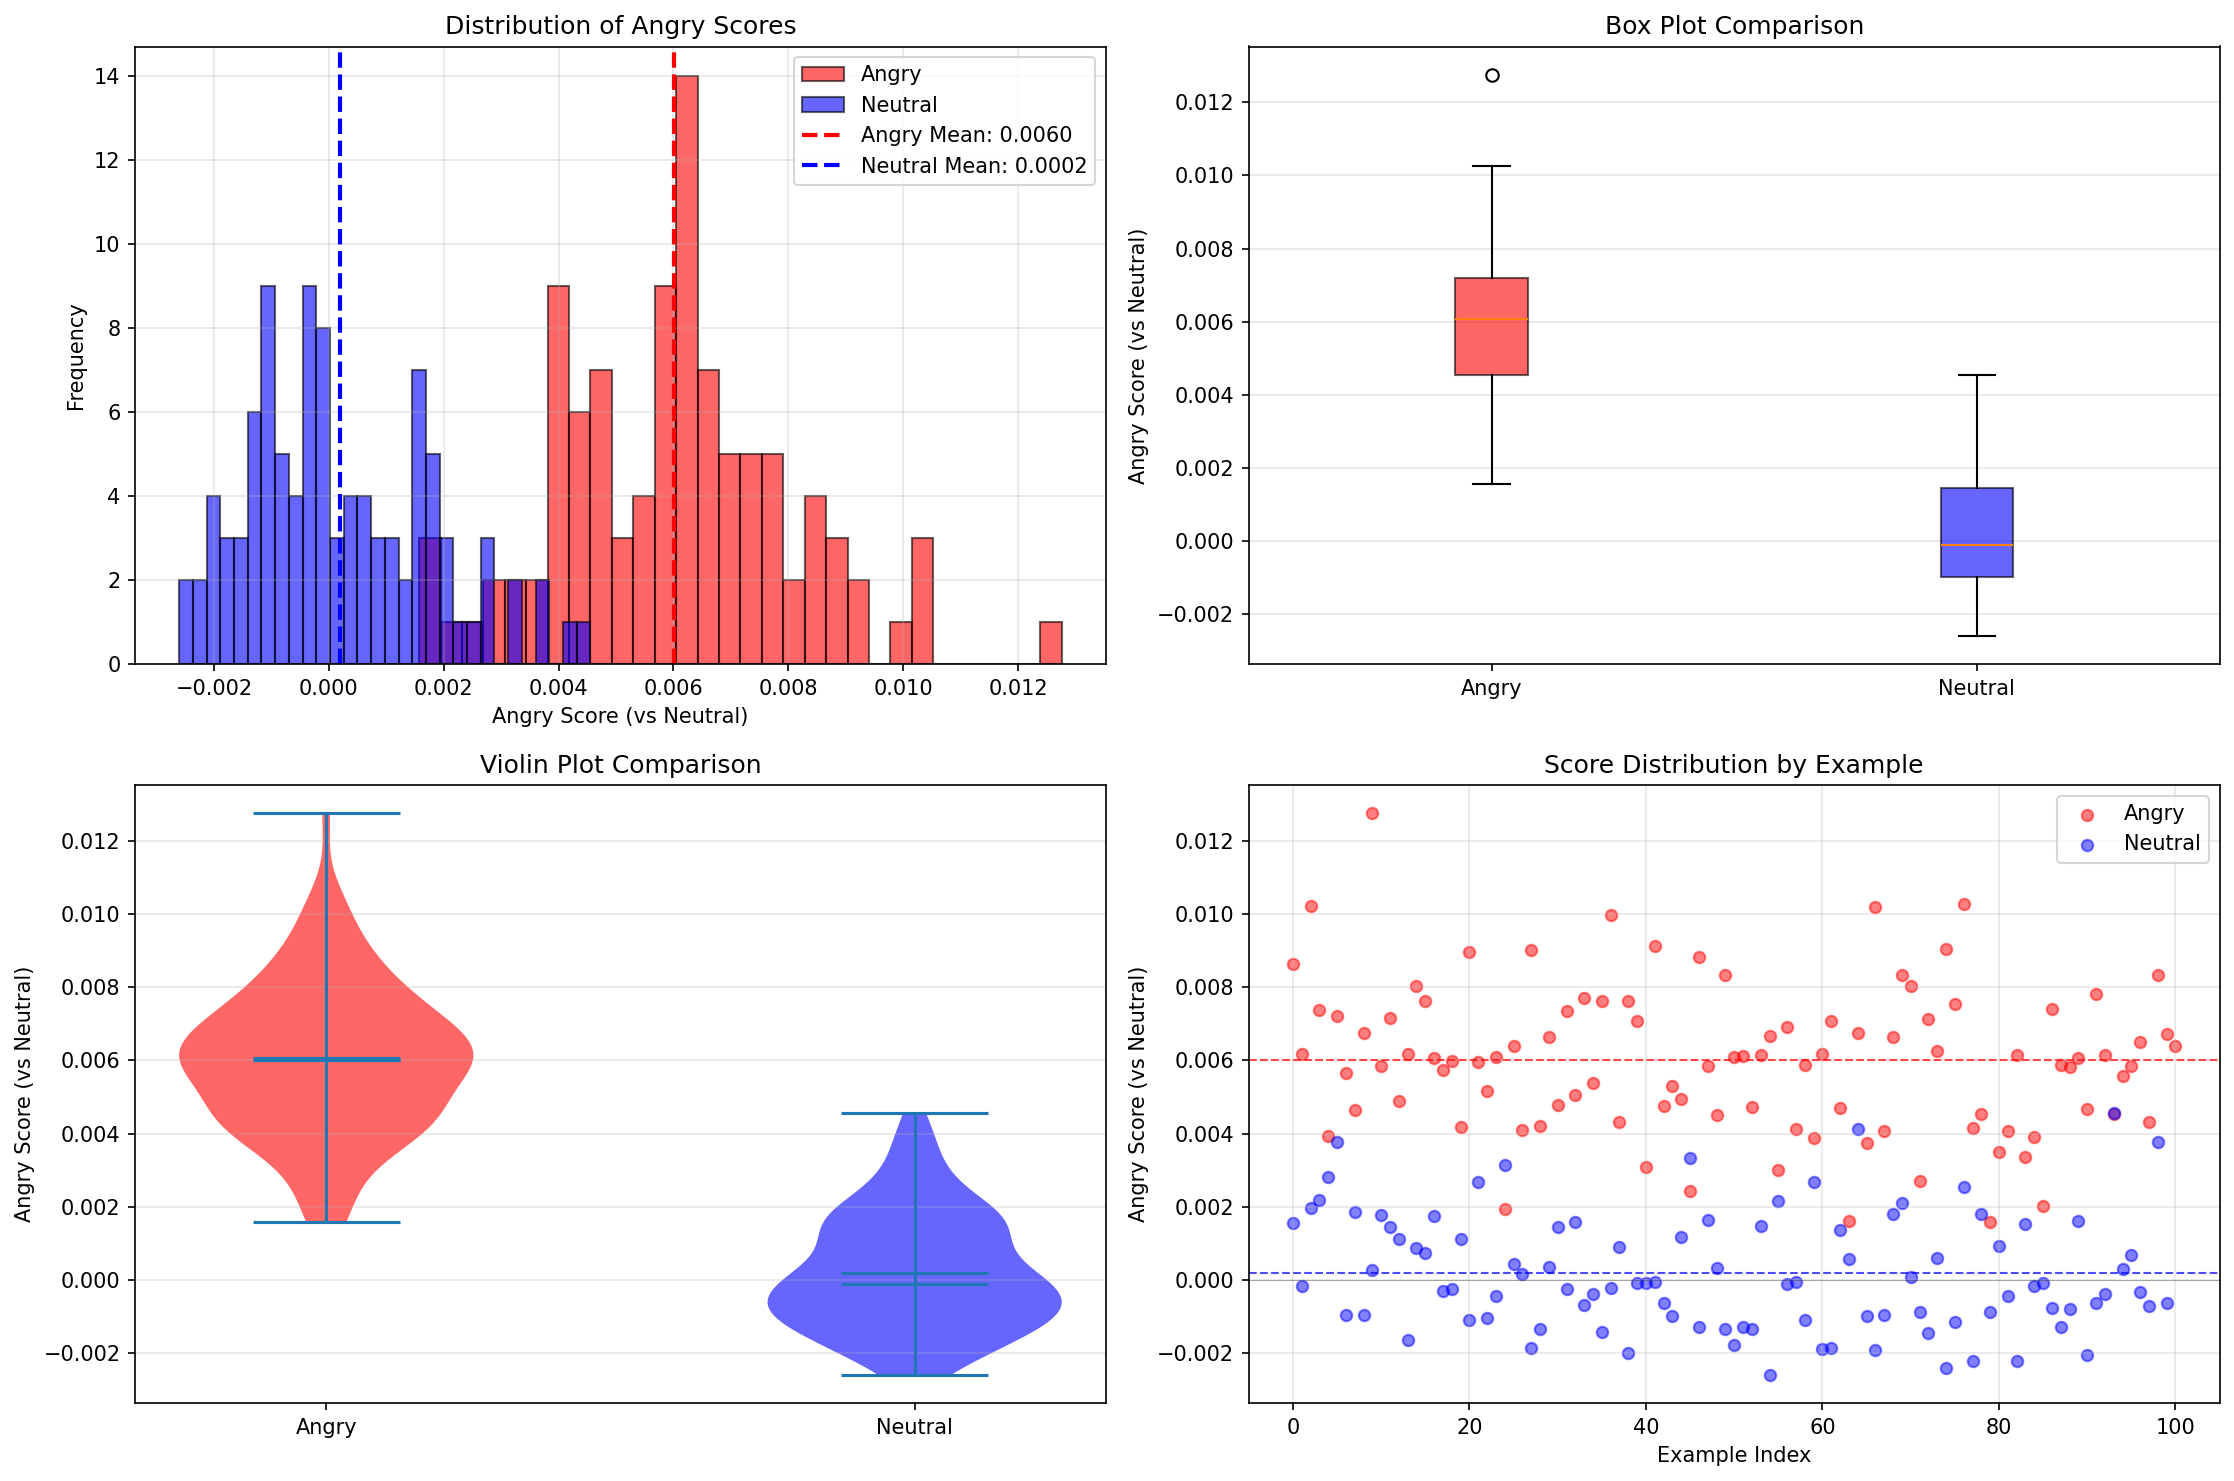 Distribution of Angry Scores
Frequency
14
12
10
8
6
4
2
0
Angry
Neutral
Angry Mean: 0.0060
Neutral Mean: 0.0002
−0.002
0.000
0.002
0.004
0.006
0.008
0.010
0.012
Angry Score (vs Neutral)
Box Plot Comparison
Angry Score (vs Neutral)
0.012
0.010
0.008
0.006
0.004
0.002
0.000
−0.002
Angry
Neutral
Violin Plot Comparison
Angry Score (vs Neutral)
0.012
0.010
0.008
0.006
0.004
0.002
0.000
−0.002
Angry
Neutral
Score Distribution by Example
Angry Score (vs Neutral)
0.012
0.010
0.008
0.006
0.004
0.002
0.000
−0.002
Angry
Neutral
0
20
40
60
80
100
Example Index